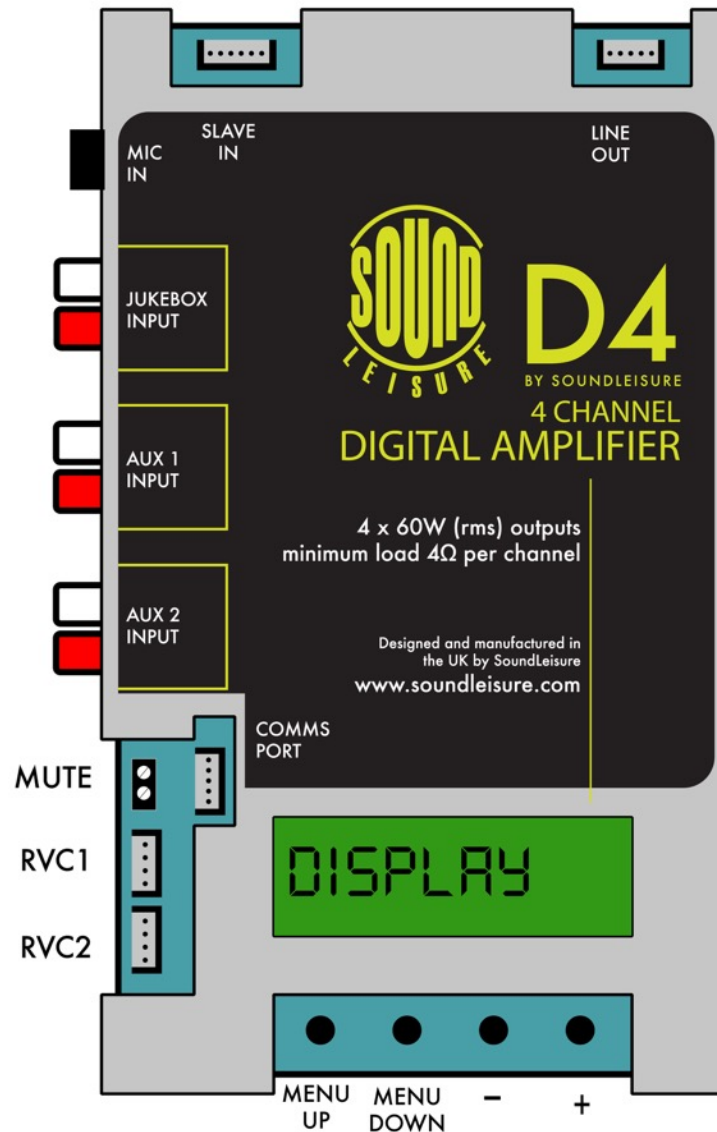 SLAVE
IN
LINE
OUT
MIC
IN
JUKEBOX
INPUT
SOUND
LEISURE
D4
BY SOUNDLEISURE
4 CHANNEL
DIGITAL AMPLIFIER
AUX 1
INPUT
4 x 60W (rms) outputs
minimum load 4Ω per channel
AUX 2
INPUT
Designed and manufactured in
the UK by SoundLeisure
www.soundleisure.com
COMMS
PORT
MUTE
RVC1
RVC2
DISPLAY
MENU
UP
MENU
DOWN
–
+